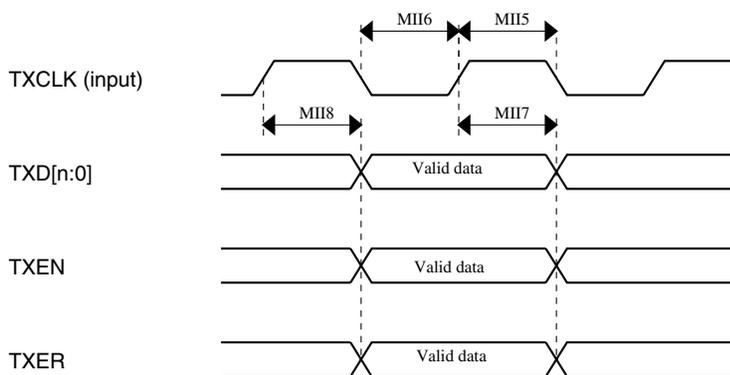 MII6 MII5
TXCLK (input)
MII8 MII7
TXD[n:0] Valid data
TXEN Valid data
TXER Valid data